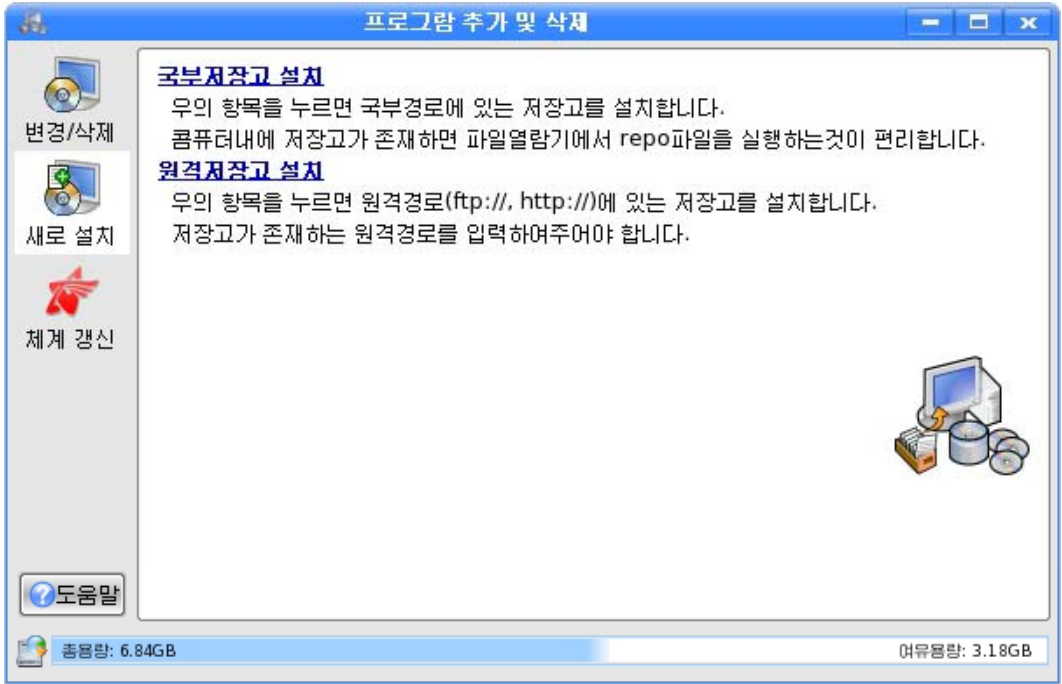 프로그람 추가 및 삭제
변경/삭제
새로 설치
체계 갱신
도움말
국부저장고 설치
우의 항목을 누르면 국부경로에 있는 저장고를 설치합니다.
콤퓨터내에 저장고가 존재하면 파일열람기에서 repo파일을 실행하는것이 편리합니다.
원격저장고 설치
우의 항목을 누르면 원격경로(ftp://, http://)에 있는 저장고를 설치합니다.
저장고가 존재하는 원격경로를 입력하여주어야 합니다.
총용량: 6.84GB
여유용량: 3.18GB